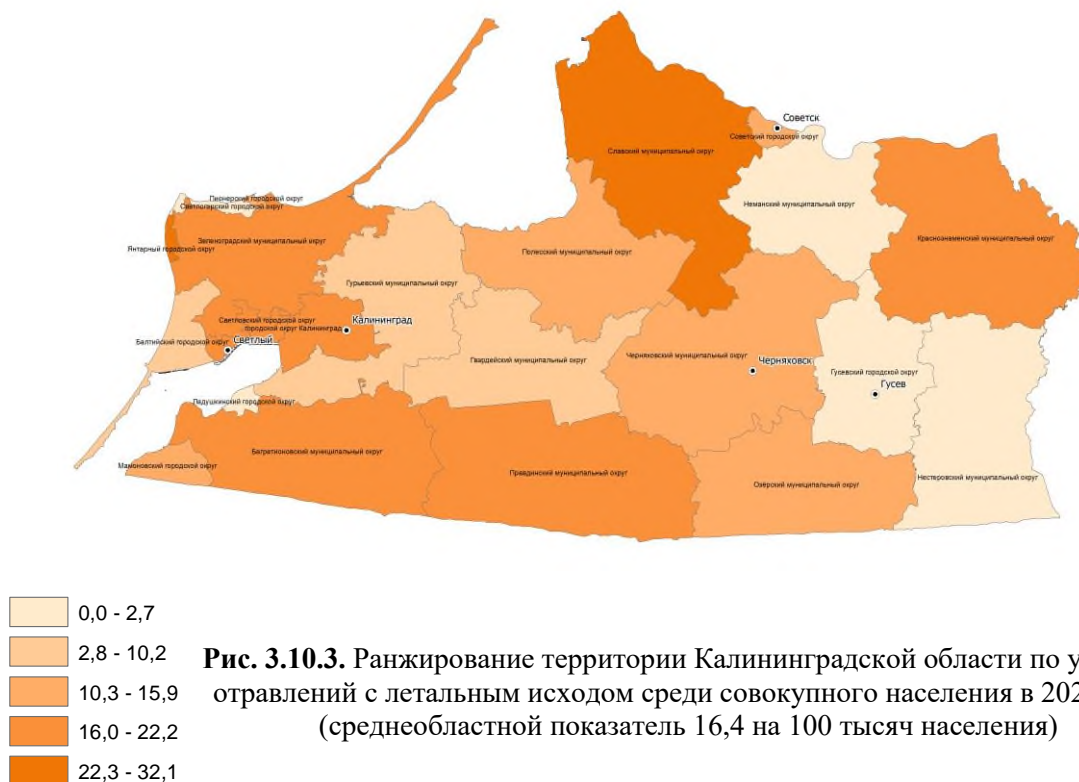 Советск
Советский городской округ
Славский муниципальный округ
Пионерский городской округ
Светлогорский городской округ
Неманский муниципальный округ
Краснознаменский муниципальный округ
Зеленоградский муниципальный округ
Янтарный городской округ
Полесский муниципальный округ
Гурьевский муниципальный округ
Светловский городской округ
Калининград
городской округ Калининград
Балтийский городской округ
Светлый
Гвардейский муниципальный округ
Черняховский муниципальный округ
Черняховск
Гусевский городской округ
Гусев
Ладушкинский городской округ
Багратионовский муниципальный округ
Мамоновский городской округ
Правдинский муниципальный округ
Озёрский муниципальный округ
Нестеровский муниципальный округ
0,0 - 2,7
2,8 - 10,2
10,3 - 15,9
16,0 - 22,2
22,3 - 32,1
Рис. 3.10.3. Ранжирование территории Калининградской области по у
отравлений с летальным исходом среди совокупного населения в 202
(среднеобластной показатель 16,4 на 100 тысяч населения)